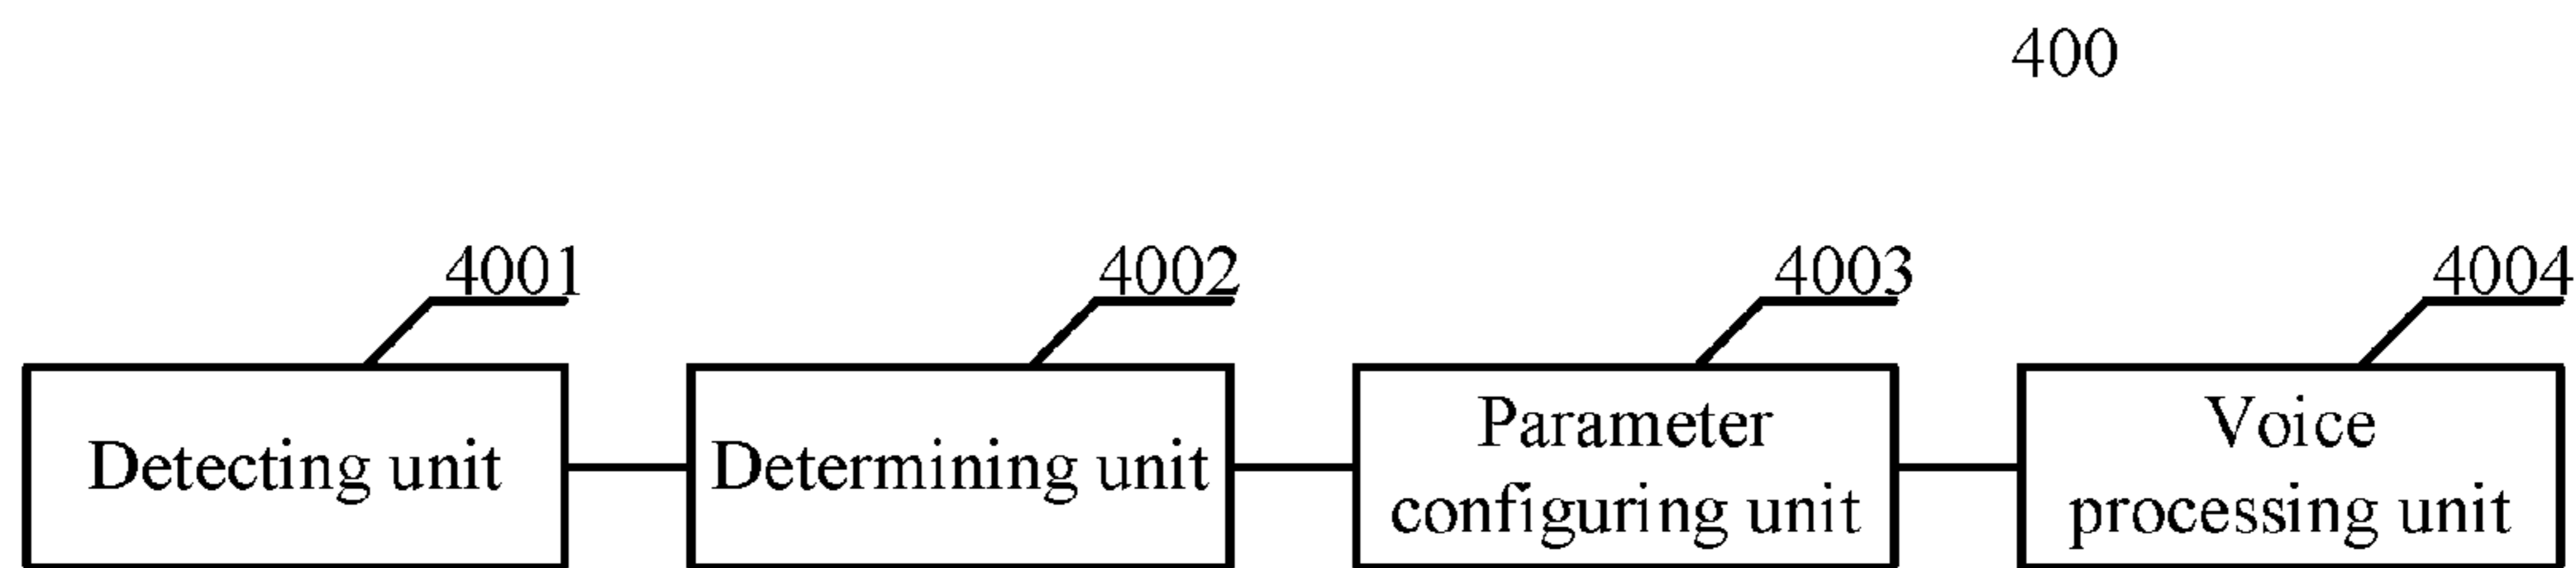 400
4001
4002
4003
4004
Detecting unit
Determining unit
Parameter
configuring unit
Voice
processing unit